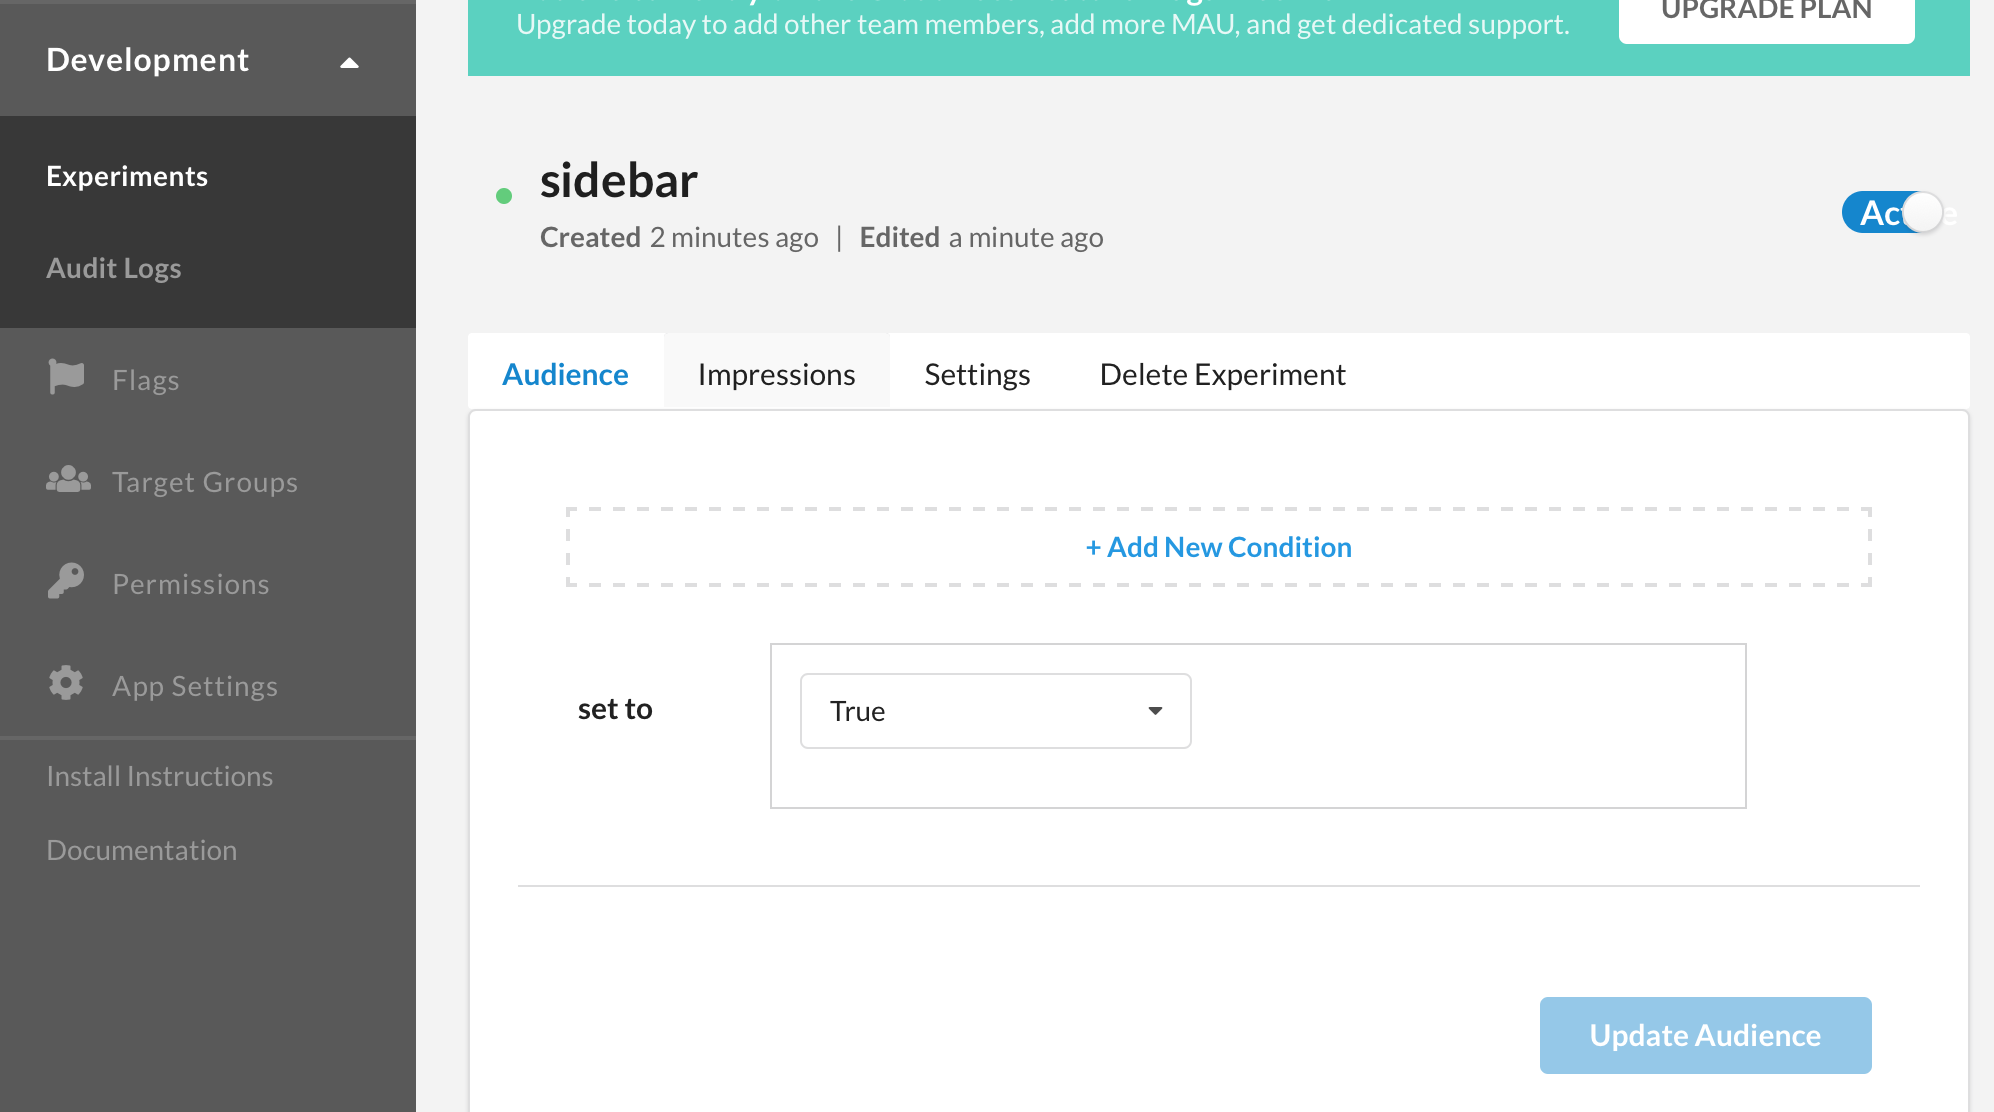 Development
Experiments
Audit Logs
Flags
Target Groups
Permissions
App Settings
Install Instructions
Documentation
Upgrade today to add other team members, add more MAU, and get dedicated support.
UPGRADE PLAN
sidebar
Created 2 minutes ago | Edited a minute ago
Audience Impressions Settings Delete Experiment
+ Add New Condition
set to
True
Update Audience